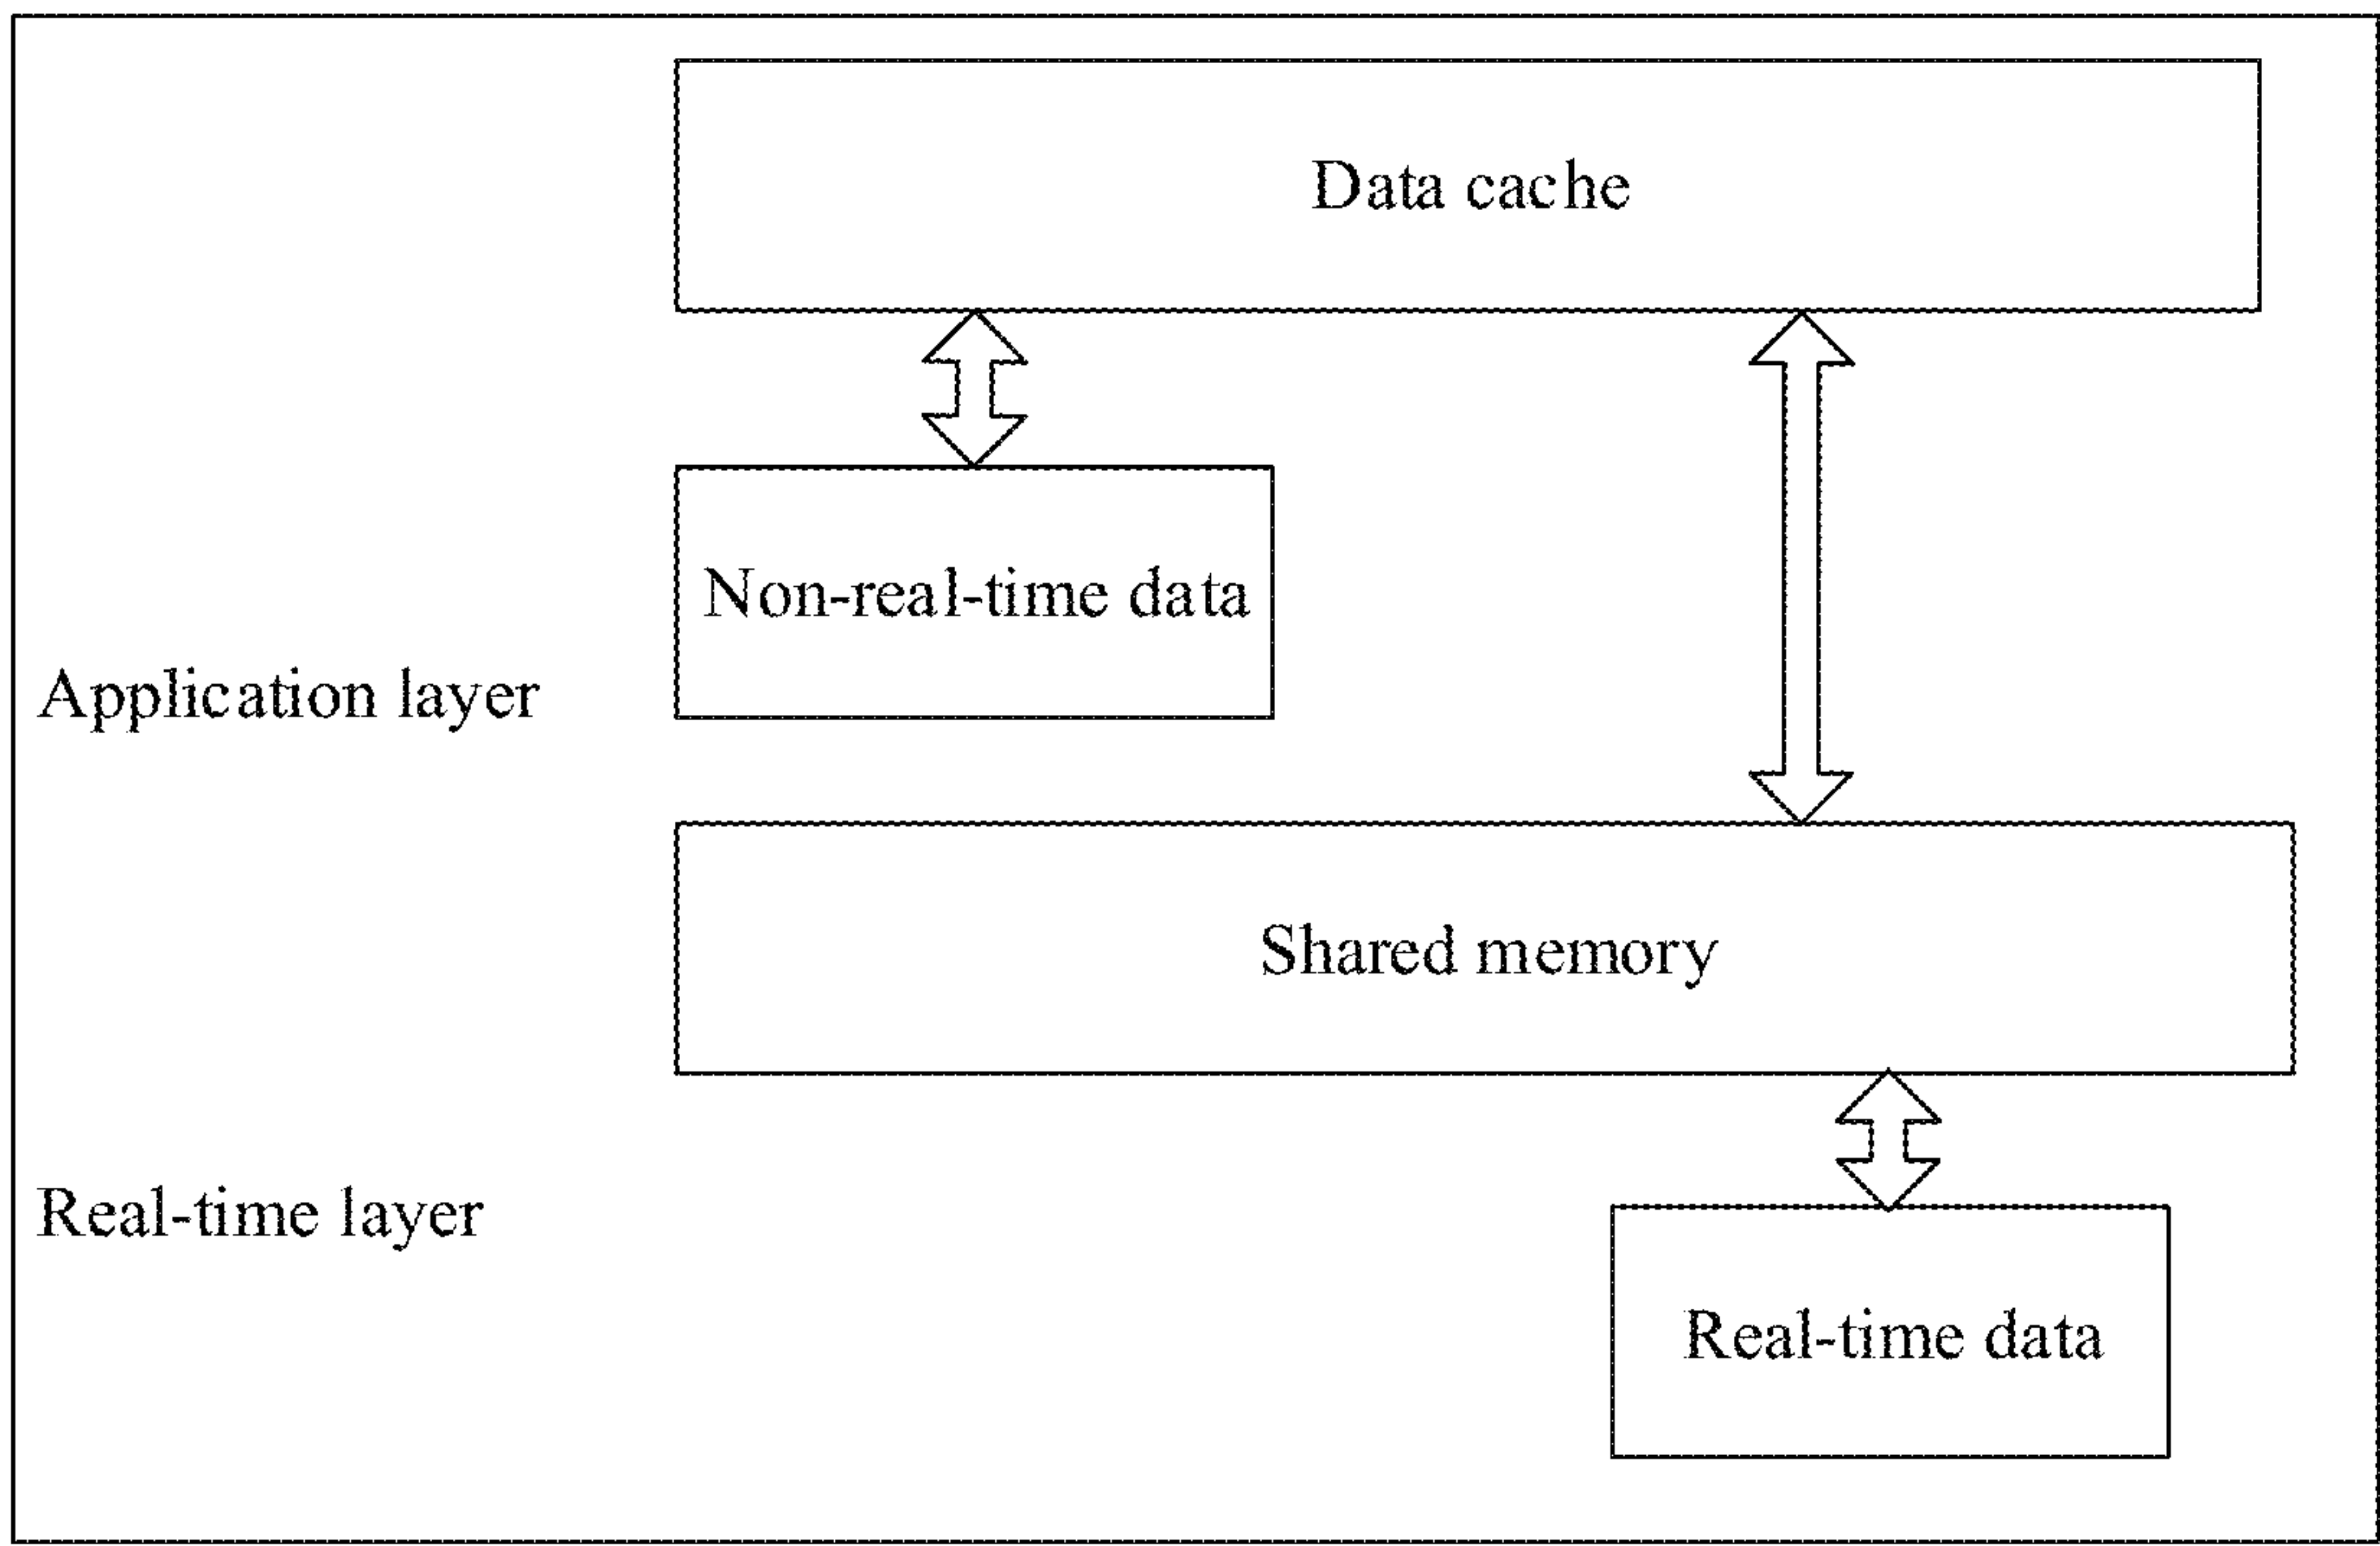 Data cache
Non-real-time data
Application layer
Shared memory
Real-time layer
Real-time data